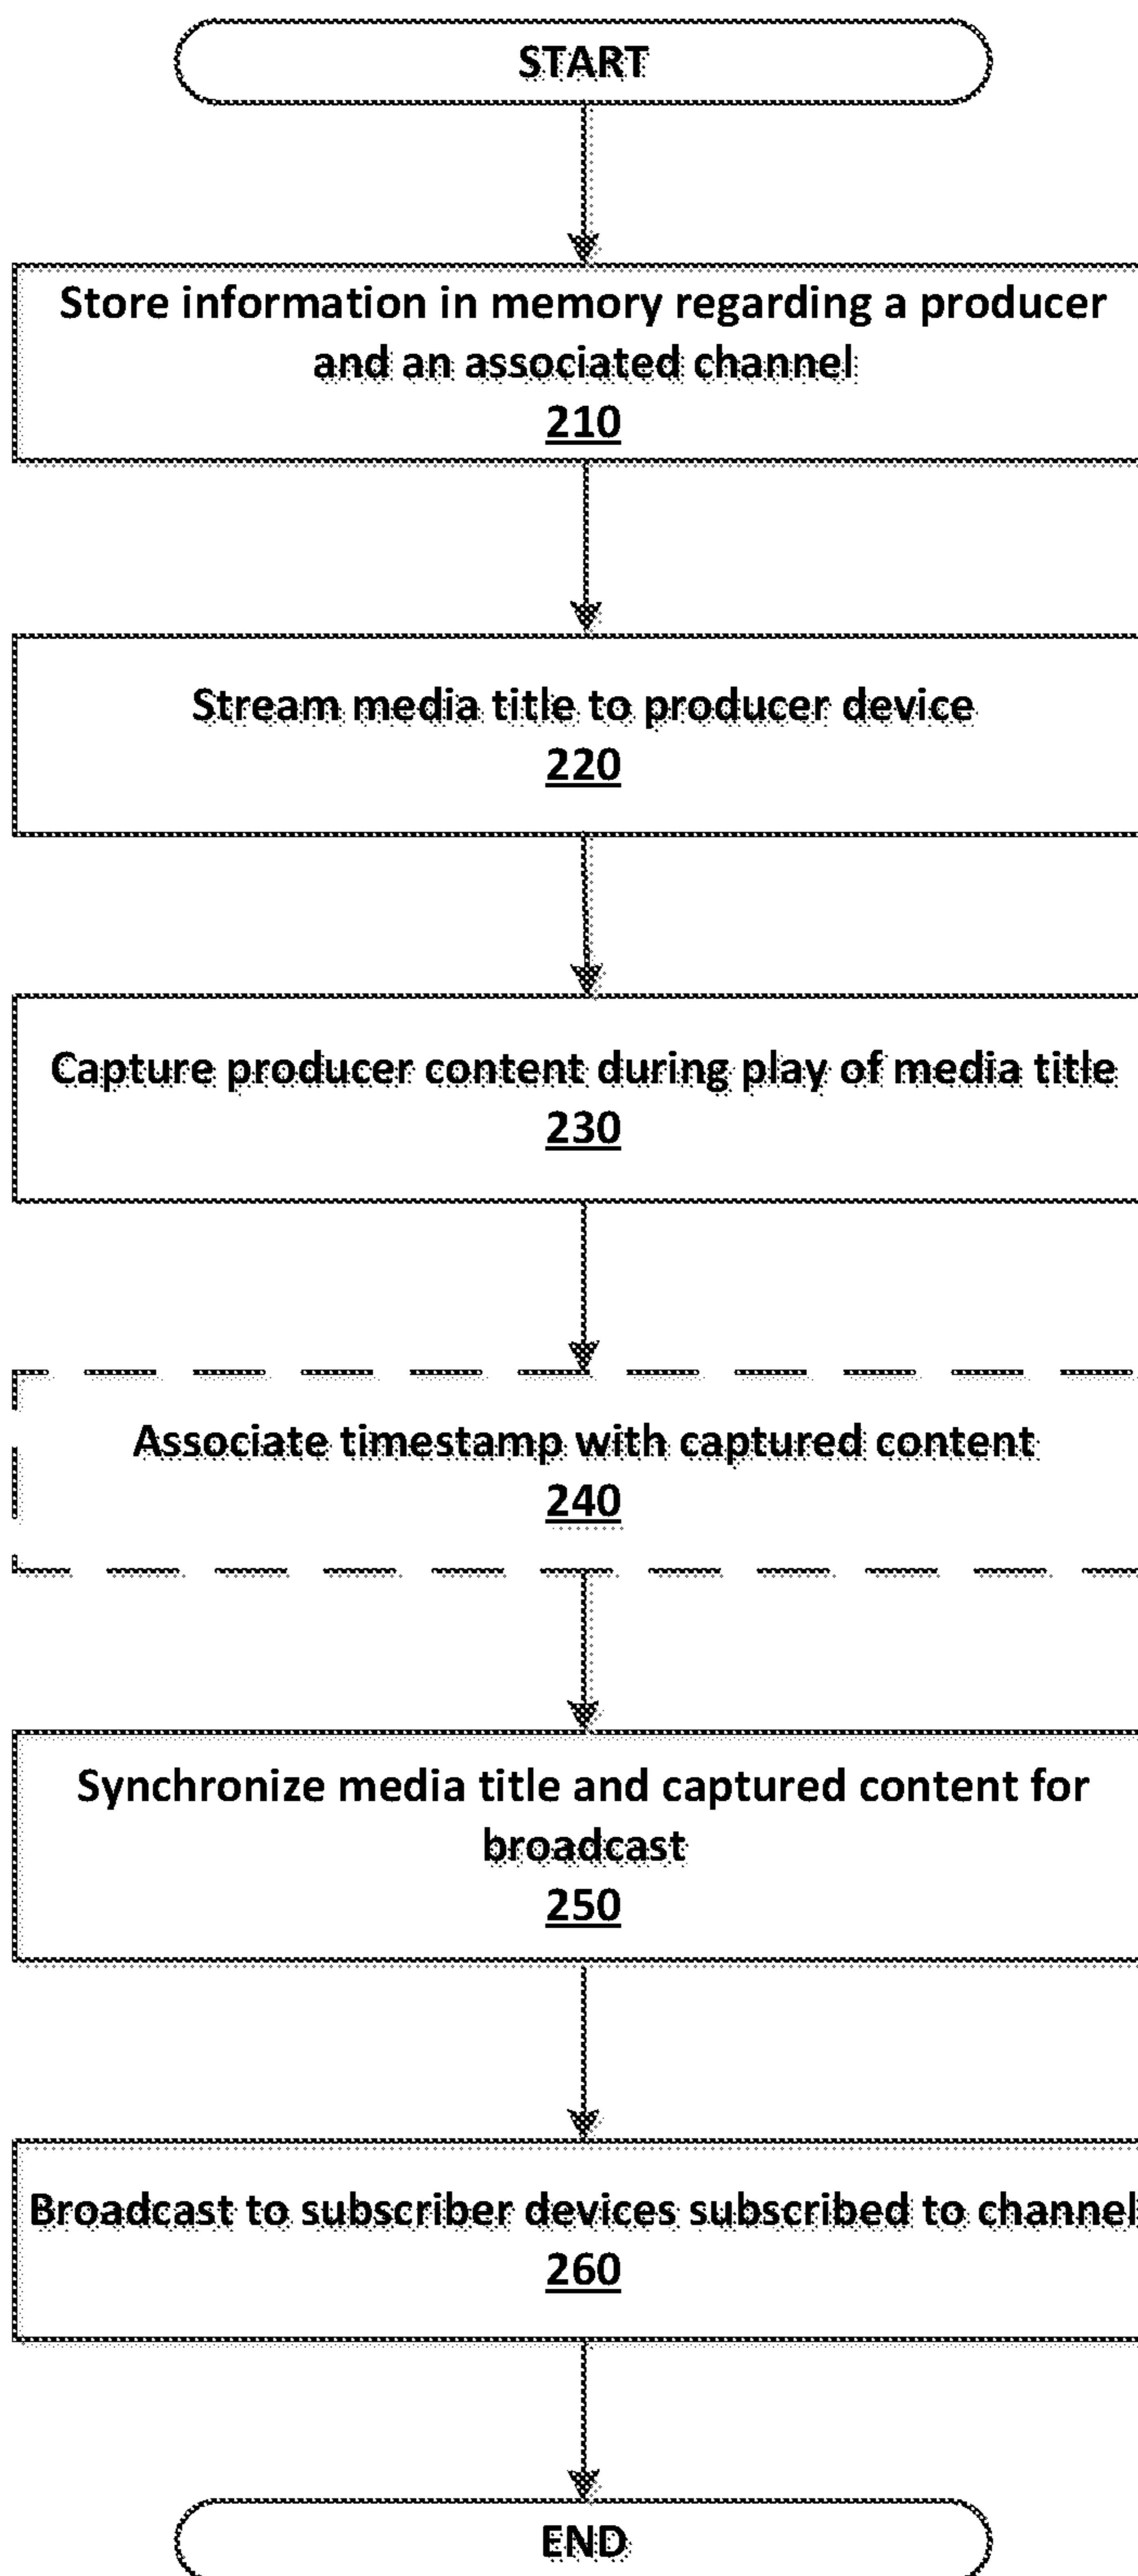 START
Store information in memory regarding a producer
and an associated channel
210
Stream media title to producer device
220
Capture producer content during play of media title
230
Associate timestamp with captured content
240
Synchronize media title and captured content for
broadcast
250
Broadcast to subscriber devices subscribed to channel
260
END